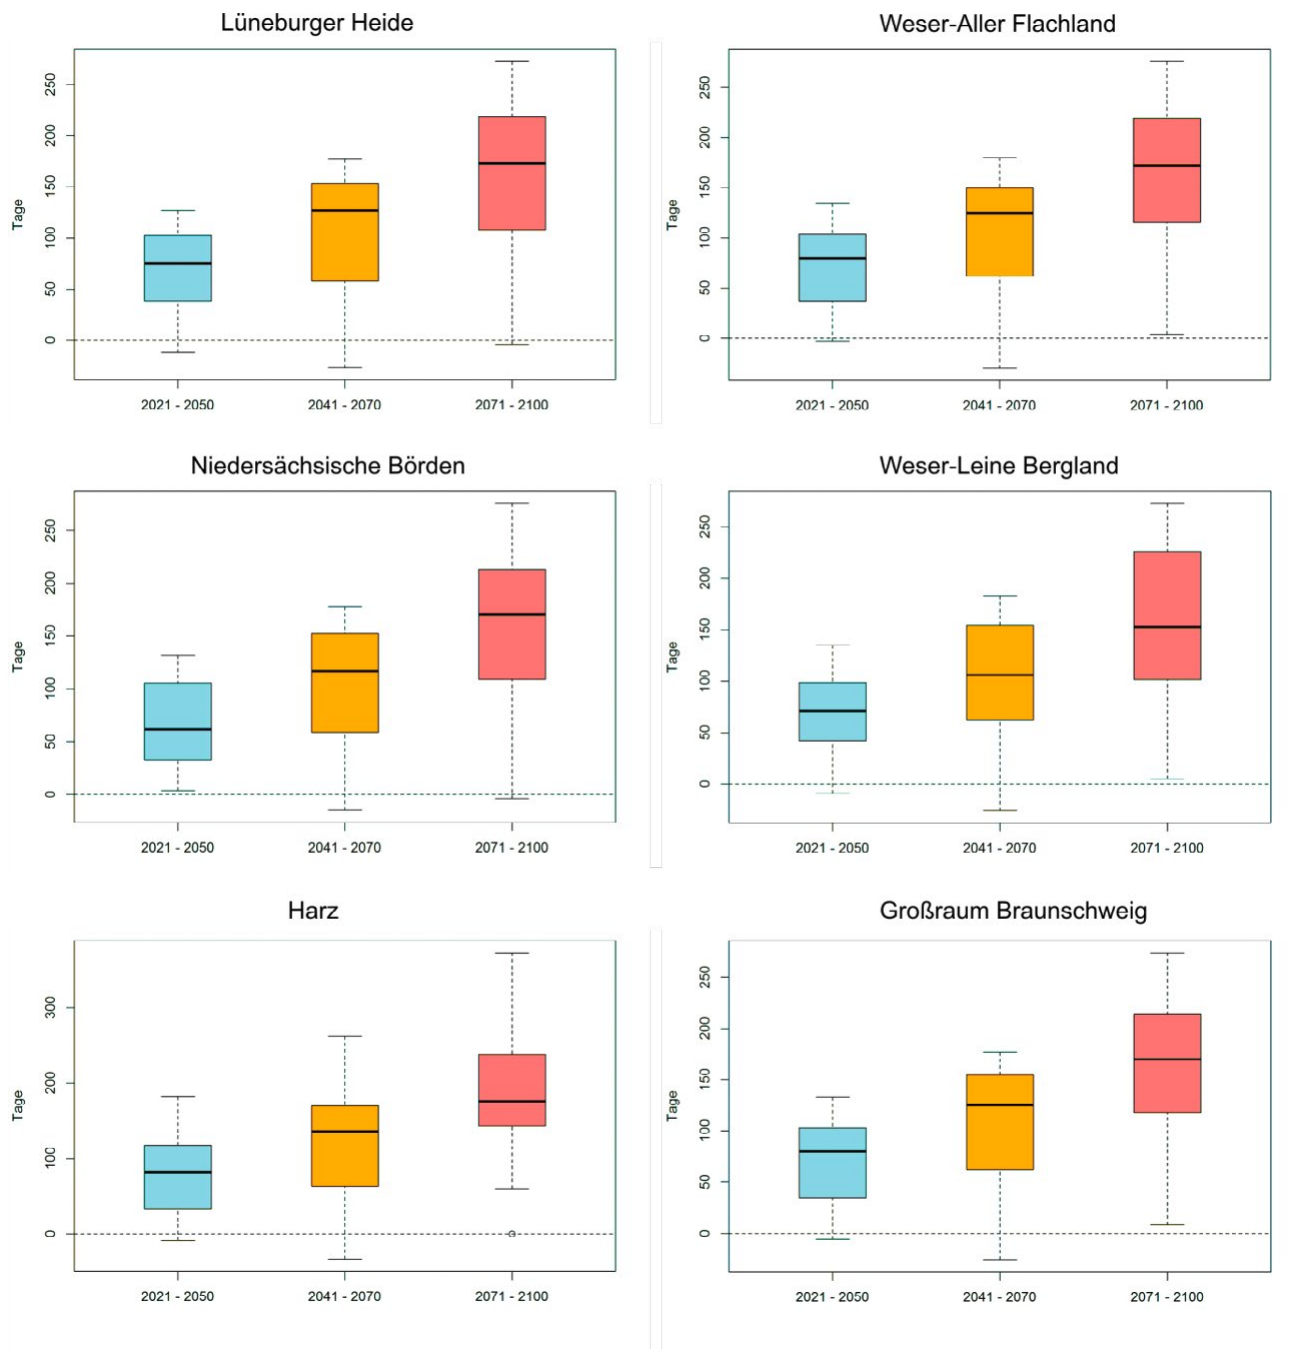 Lüneburger Heide
Tage
250
200
150
100
50
0
2021 - 2050
2041 - 2070
2071 - 2100
Weser-Aller Flachland
Tage
250
200
150
100
50
0
2021 - 2050
2041 - 2070
2071 - 2100
Niedersächsische Börden
Tage
250
200
150
100
50
0
2021 - 2050
2041 - 2070
2071 - 2100
Weser-Leine Bergland
Tage
250
200
150
100
50
0
2021 - 2050
2041 - 2070
2071 - 2100
Harz
Tage
300
200
100
0
2021 - 2050
2041 - 2070
2071 - 2100
Großraum Braunschweig
Tage
250
200
150
100
50
0
2021 - 2050
2041 - 2070
2071 - 2100